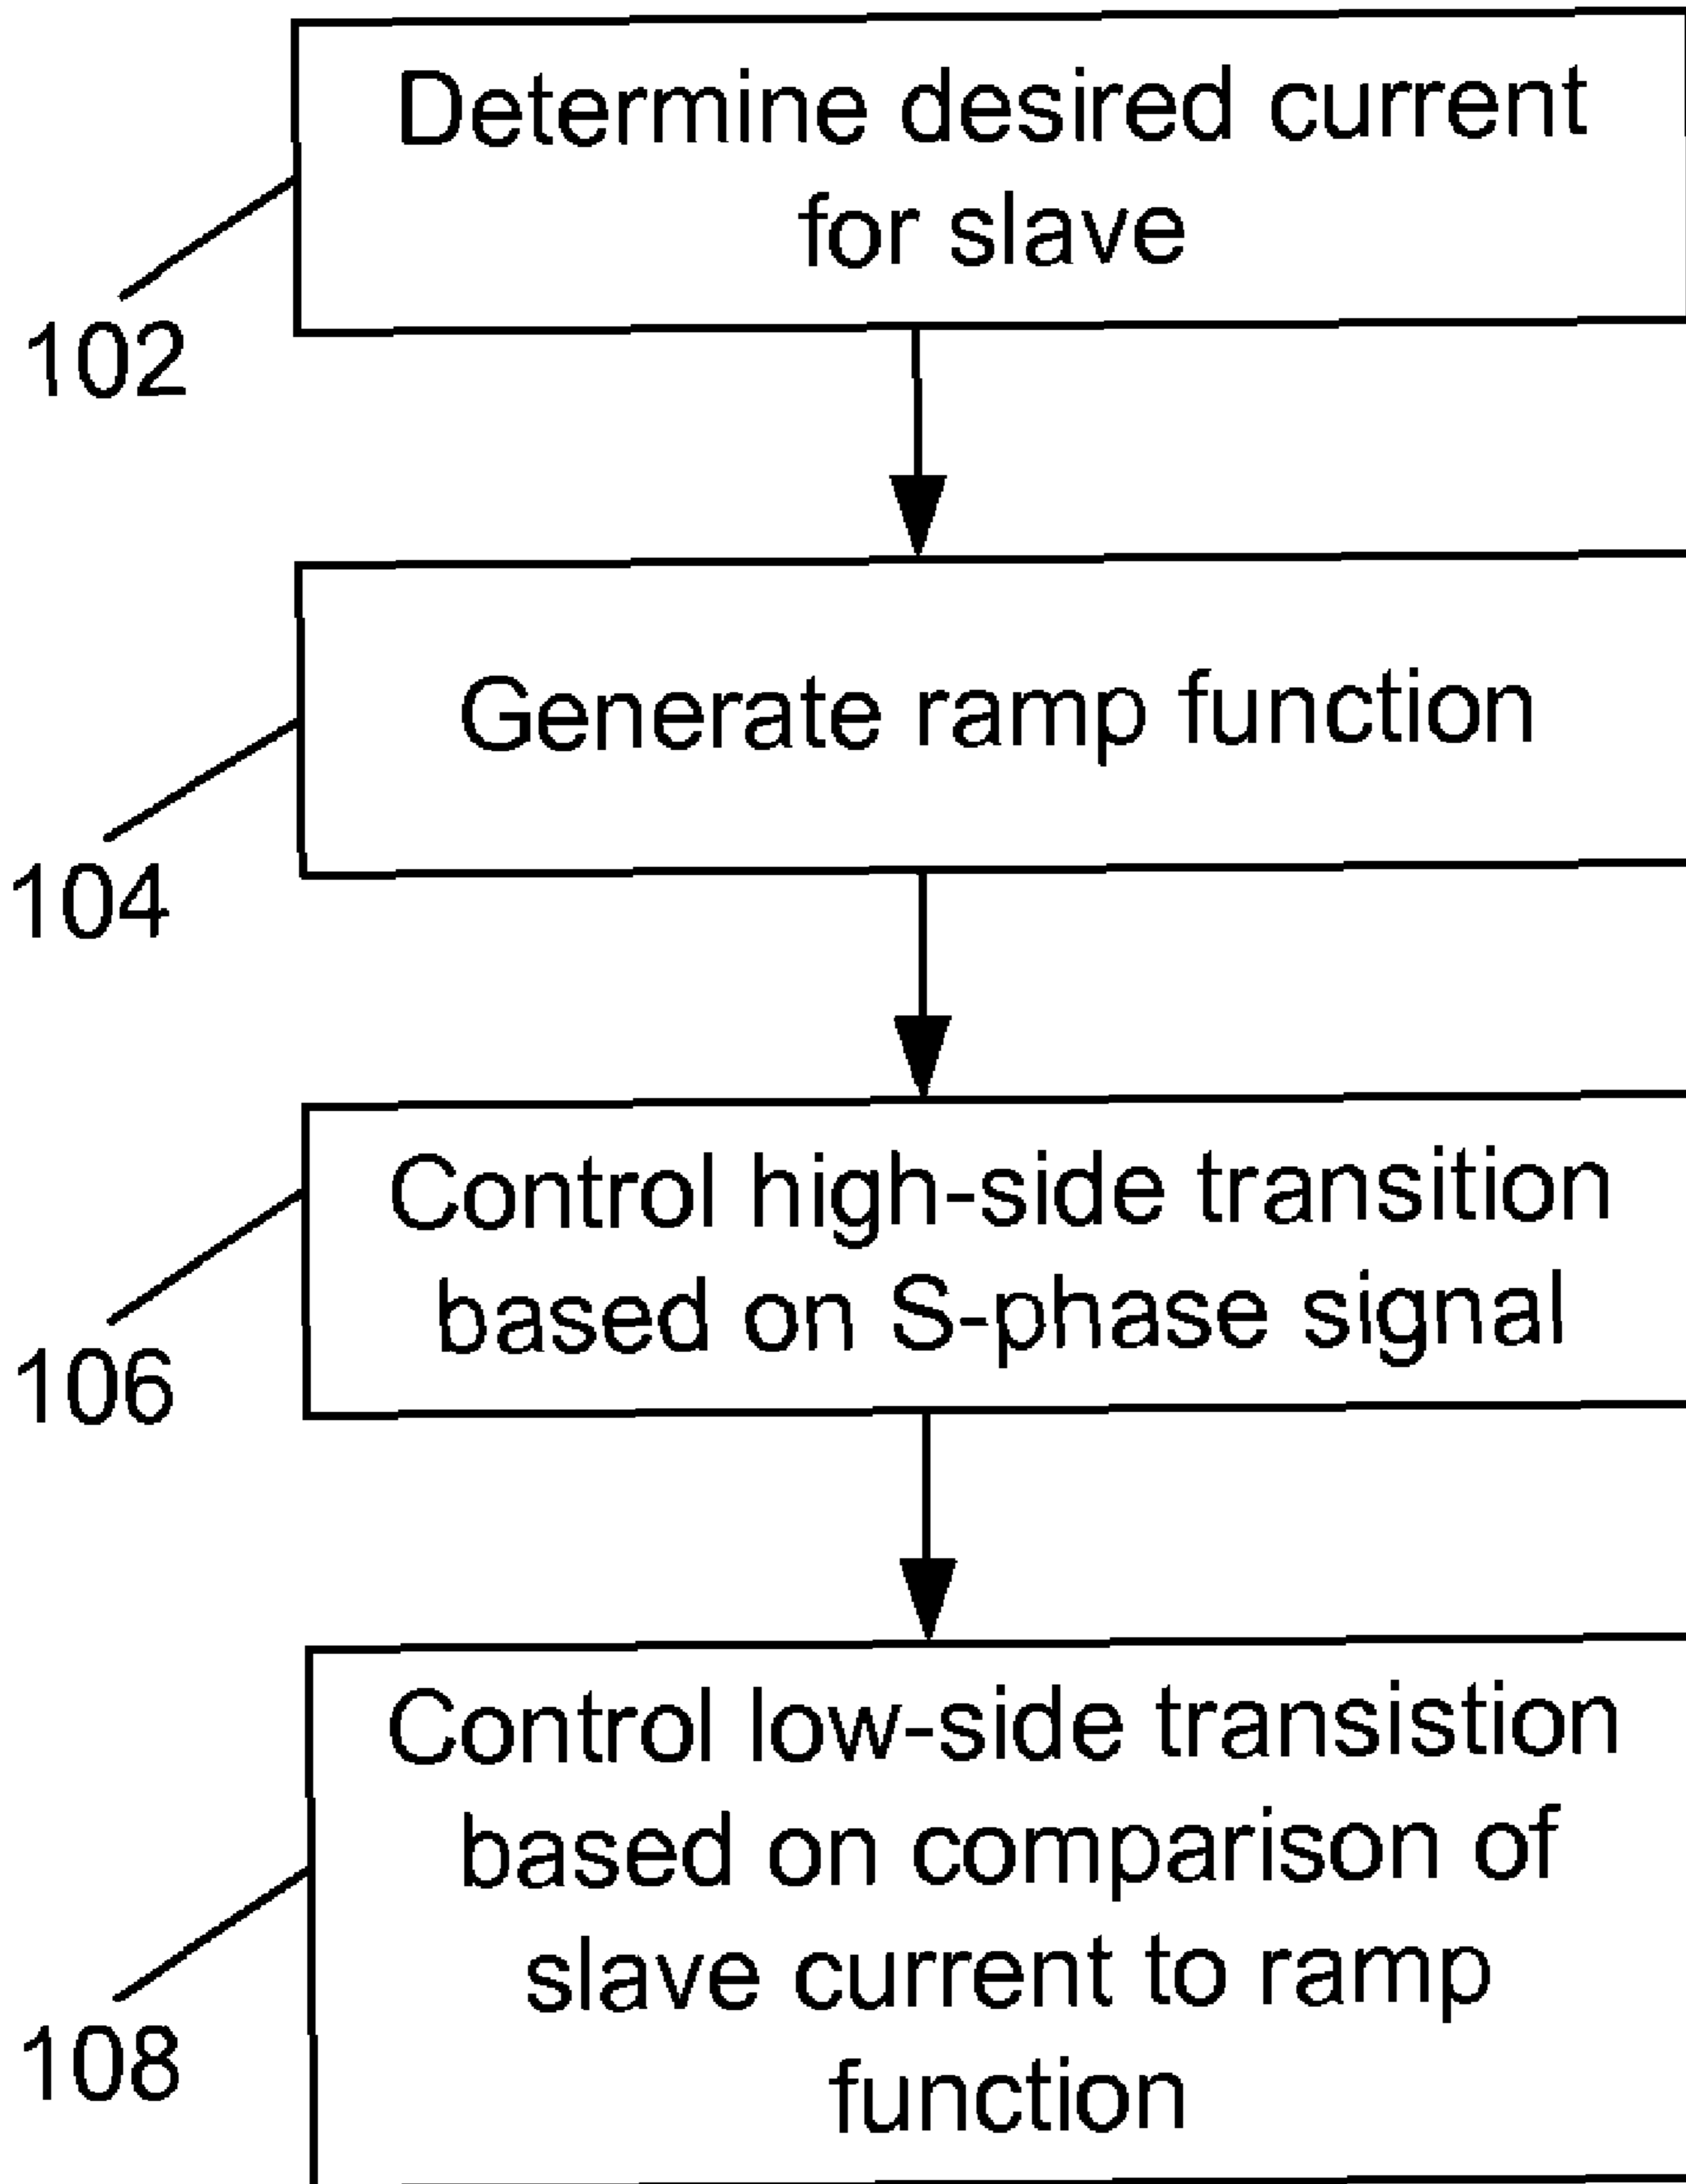 Determine desired current
for slave
102
Generate ramp function
104
Control high-side transition
based on S-phase signal
106
Control low-side transistion
based on comparison of
slave current to ramp
function
108